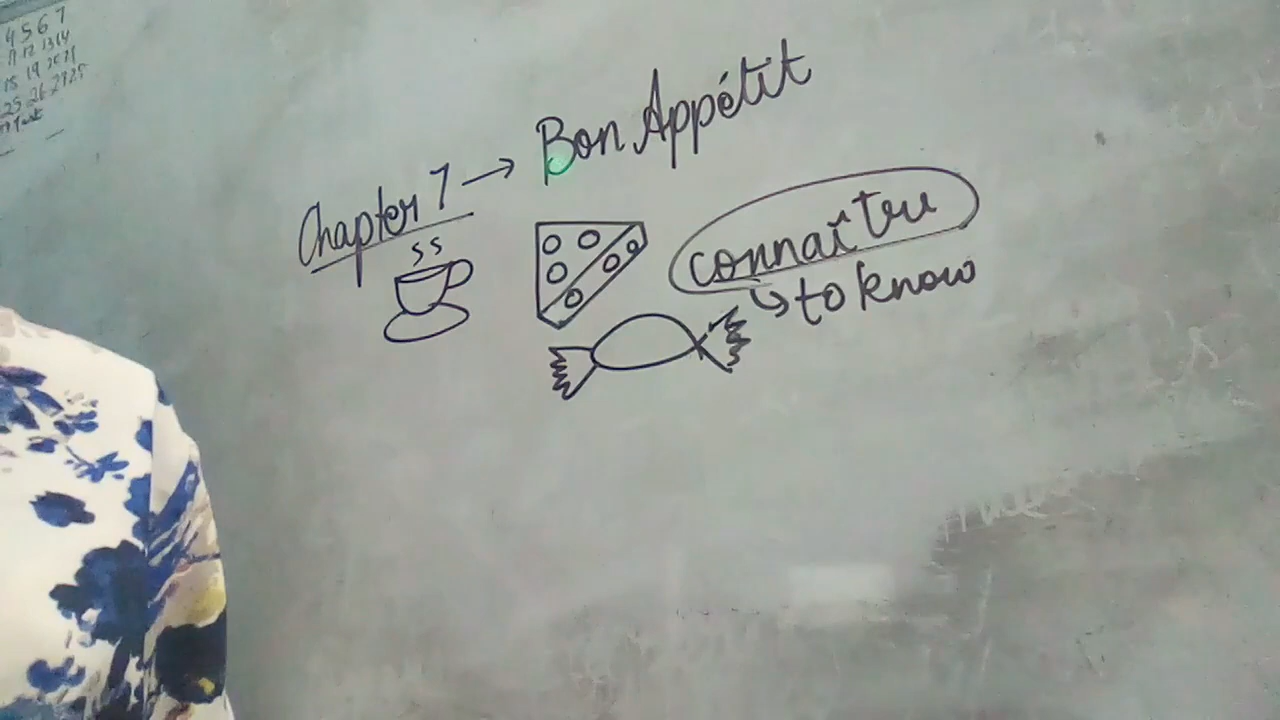 4 5 6 7
11 12 13 14
18 19 20 21
25 26 27 28
Chapter 7 → Bon Appétit
connaître
↳ to know